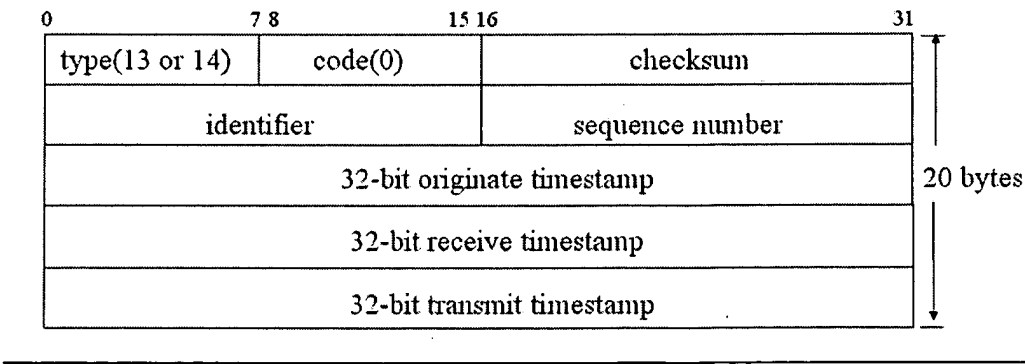 0 7 8 15 16 31
type(13 or 14) code(0) checksum
identifier sequence number
32-bit originate timestamp
20 bytes
32-bit receive timestamp
32-bit transmit timestamp